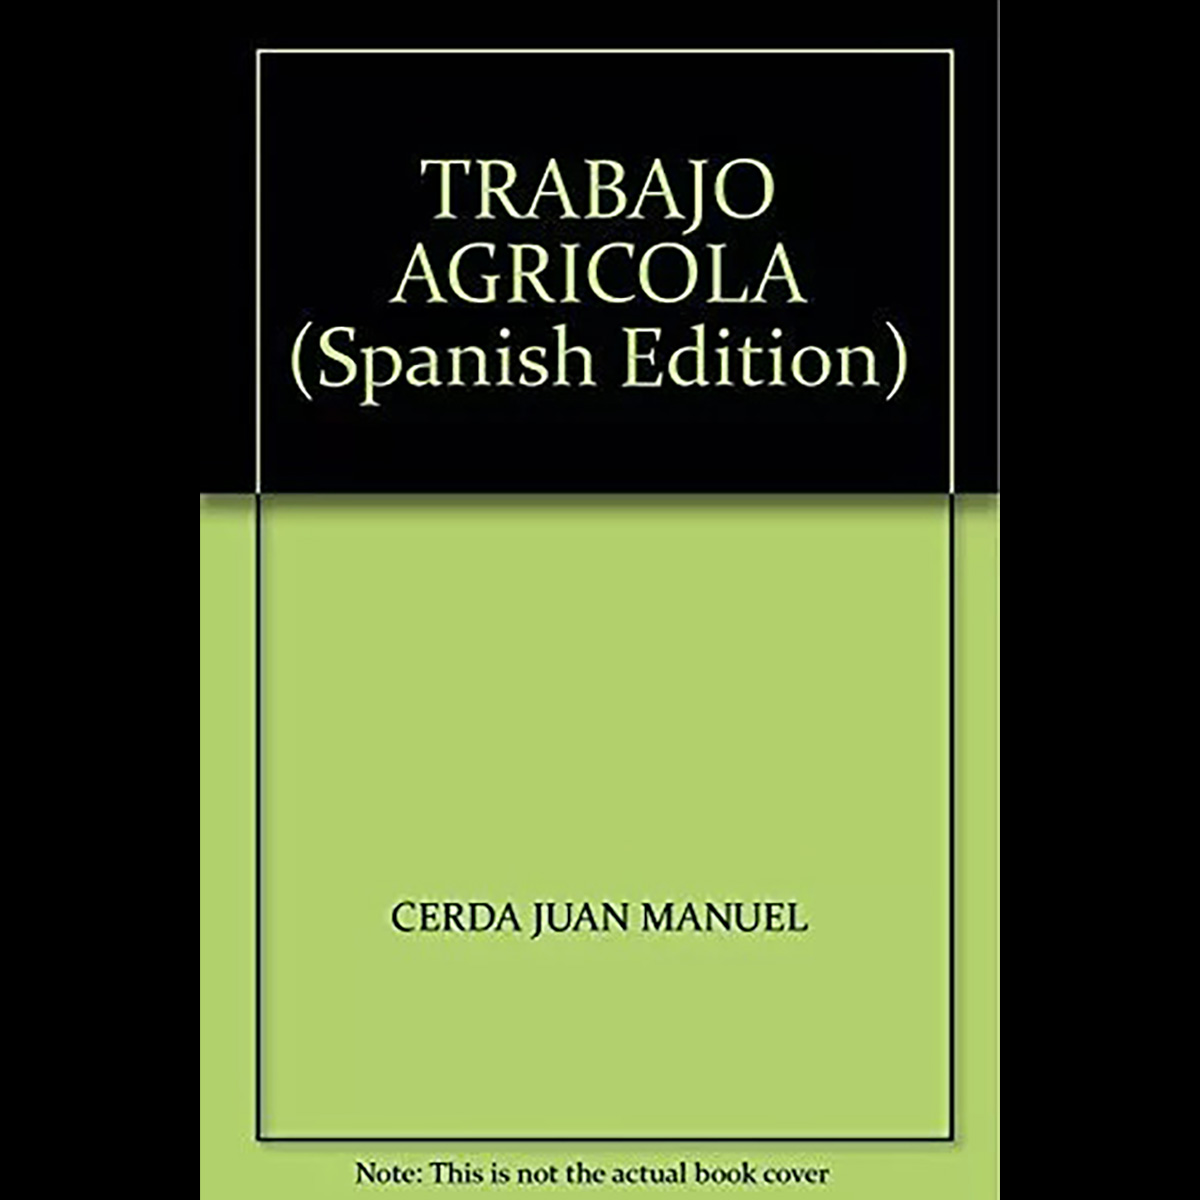 TRABAJO
AGRICOLA
(Spanish Edition)
CERDA JUAN MANUEL
Note: This is not the actual book cover